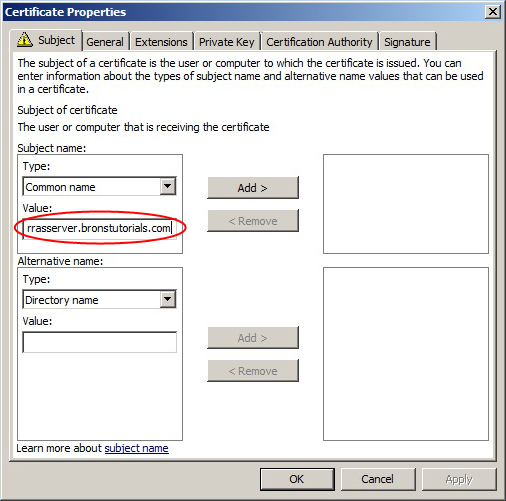 Certificate Properties
Subject General Extensions Private Key Certification Authority Signature
The subject of a certificate is the user or computer to which the certificate is issued. You can
enter information about the types of subject name and alternative name values that can be used
in a certificate.
Subject of certificate
The user or computer that is receiving the certificate
Subject name:
Type:
Common name
Add >
Value:
< Remove
rrasserver.bronstutorials.com
Alternative name:
Type:
Directory name
Value:
Add >
< Remove
Learn more about subject name
OK Cancel Apply